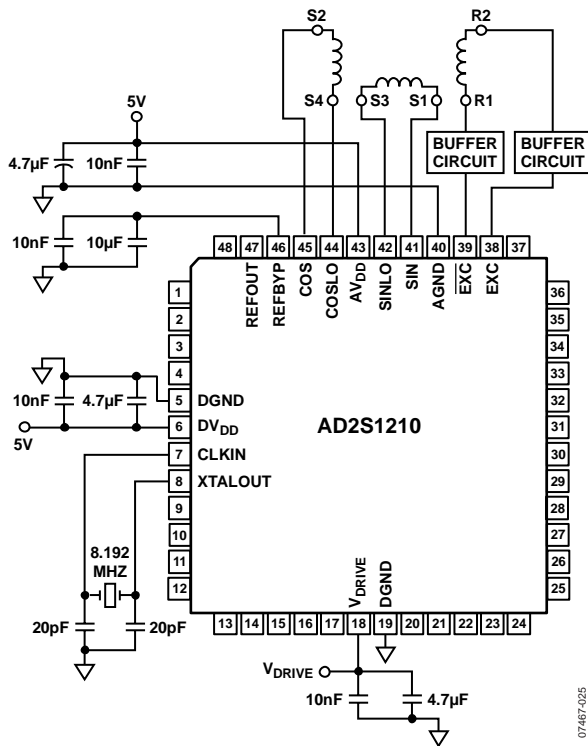 S2
R2
S4
S3
S1
R1
5V
BUFFER CIRCUIT
BUFFER CIRCUIT
4.7µF
10nF
10nF
10µF
48
47
46
45
44
43
42
41
40
39
38
37
REFOUT
REFBYP
COS
COSLO
AVDD
SINLO
SIN
AGND
EXC
EXC
1
2
3
4
5
6
7
8
9
10
11
12
DGND
DVDD
CLKIN
XTALOUT
10nF
4.7µF
5V
AD2S1210
36
35
34
33
32
31
30
29
28
27
26
25
8.192 MHZ
20pF
20pF
VDRIVE
DGND
13
14
15
16
17
18
19
20
21
22
23
24
VDRIVE
10nF
4.7µF
07467-025